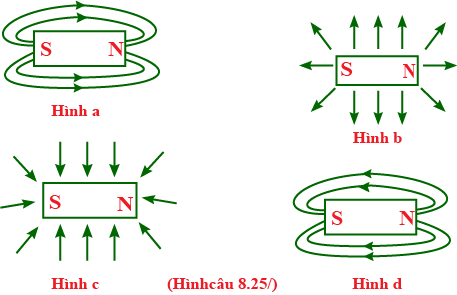 S N
Hình a
S N
Hình b
S N
Hình c
(Hìnhcâu 8.25/)
S N
Hình d